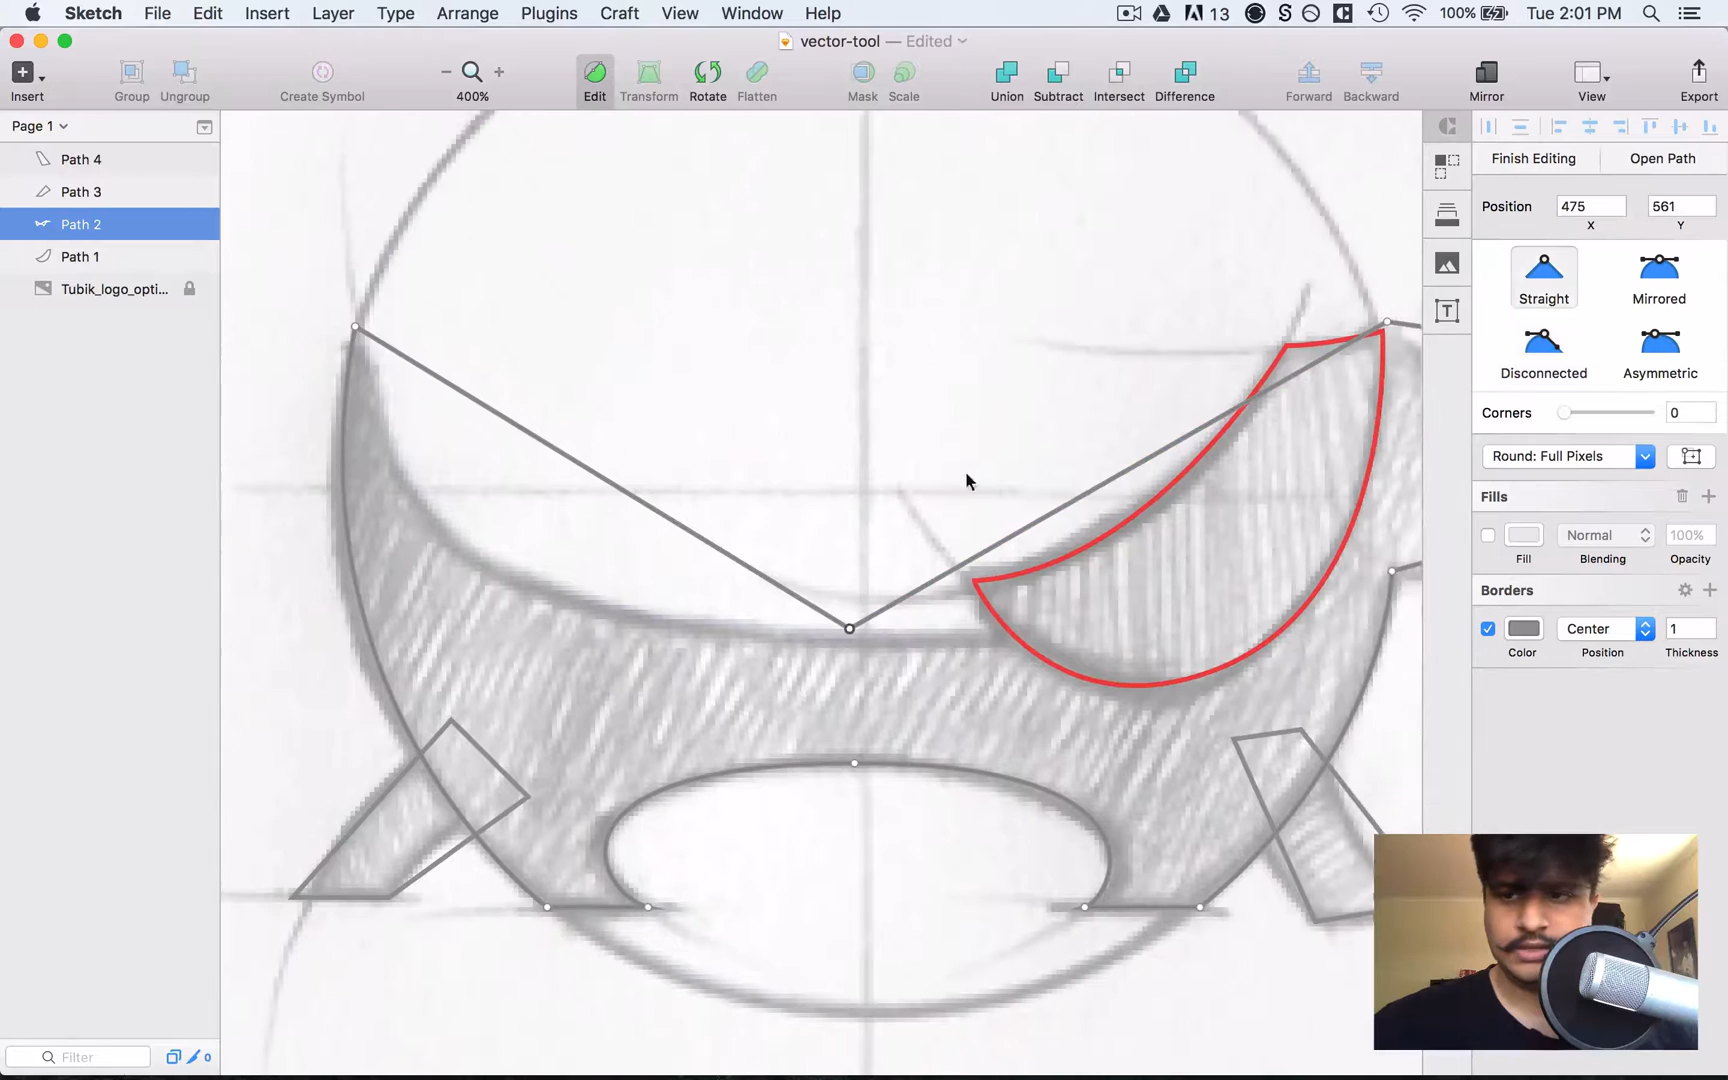 Sketch File Edit Insert Layer Type Arrange Plugins Craft View Window Help 13 100% Tue 2:01 PM
vector-tool — Edited
Insert Group Ungroup Create Symbol 400% Edit Transform Rotate Flatten Mask Scale Union Subtract Intersect Difference Forward Backward Mirror View Export
Page 1
Path 4
Path 3
Path 2
Path 1
Tubik_logo_opti...
Filter 0
Finish Editing Open Path
Position 475 561
X Y
Straight Mirrored
Disconnected Asymmetric
Corners 0
Round: Full Pixels
Fills
Normal 100%
Fill Blending Opacity
Borders
Center 1
Color Position Thickness